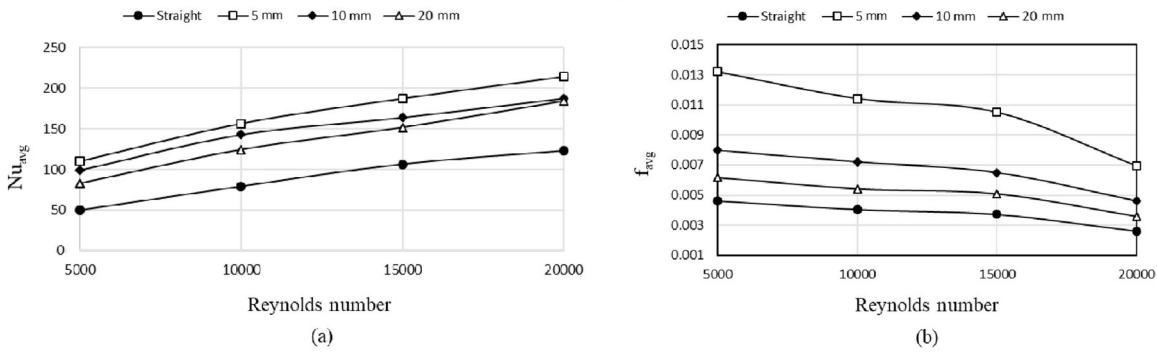 Straight 5 mm 10 mm 20 mm
250
200
150
100
50
0
Nu_avg
5000 10000 15000 20000
Reynolds number
(a)
Straight 5 mm 10 mm 20 mm
0.015
0.013
0.011
0.009
0.007
0.005
0.003
0.001
f_avg
5000 10000 15000 20000
Reynolds number
(b)